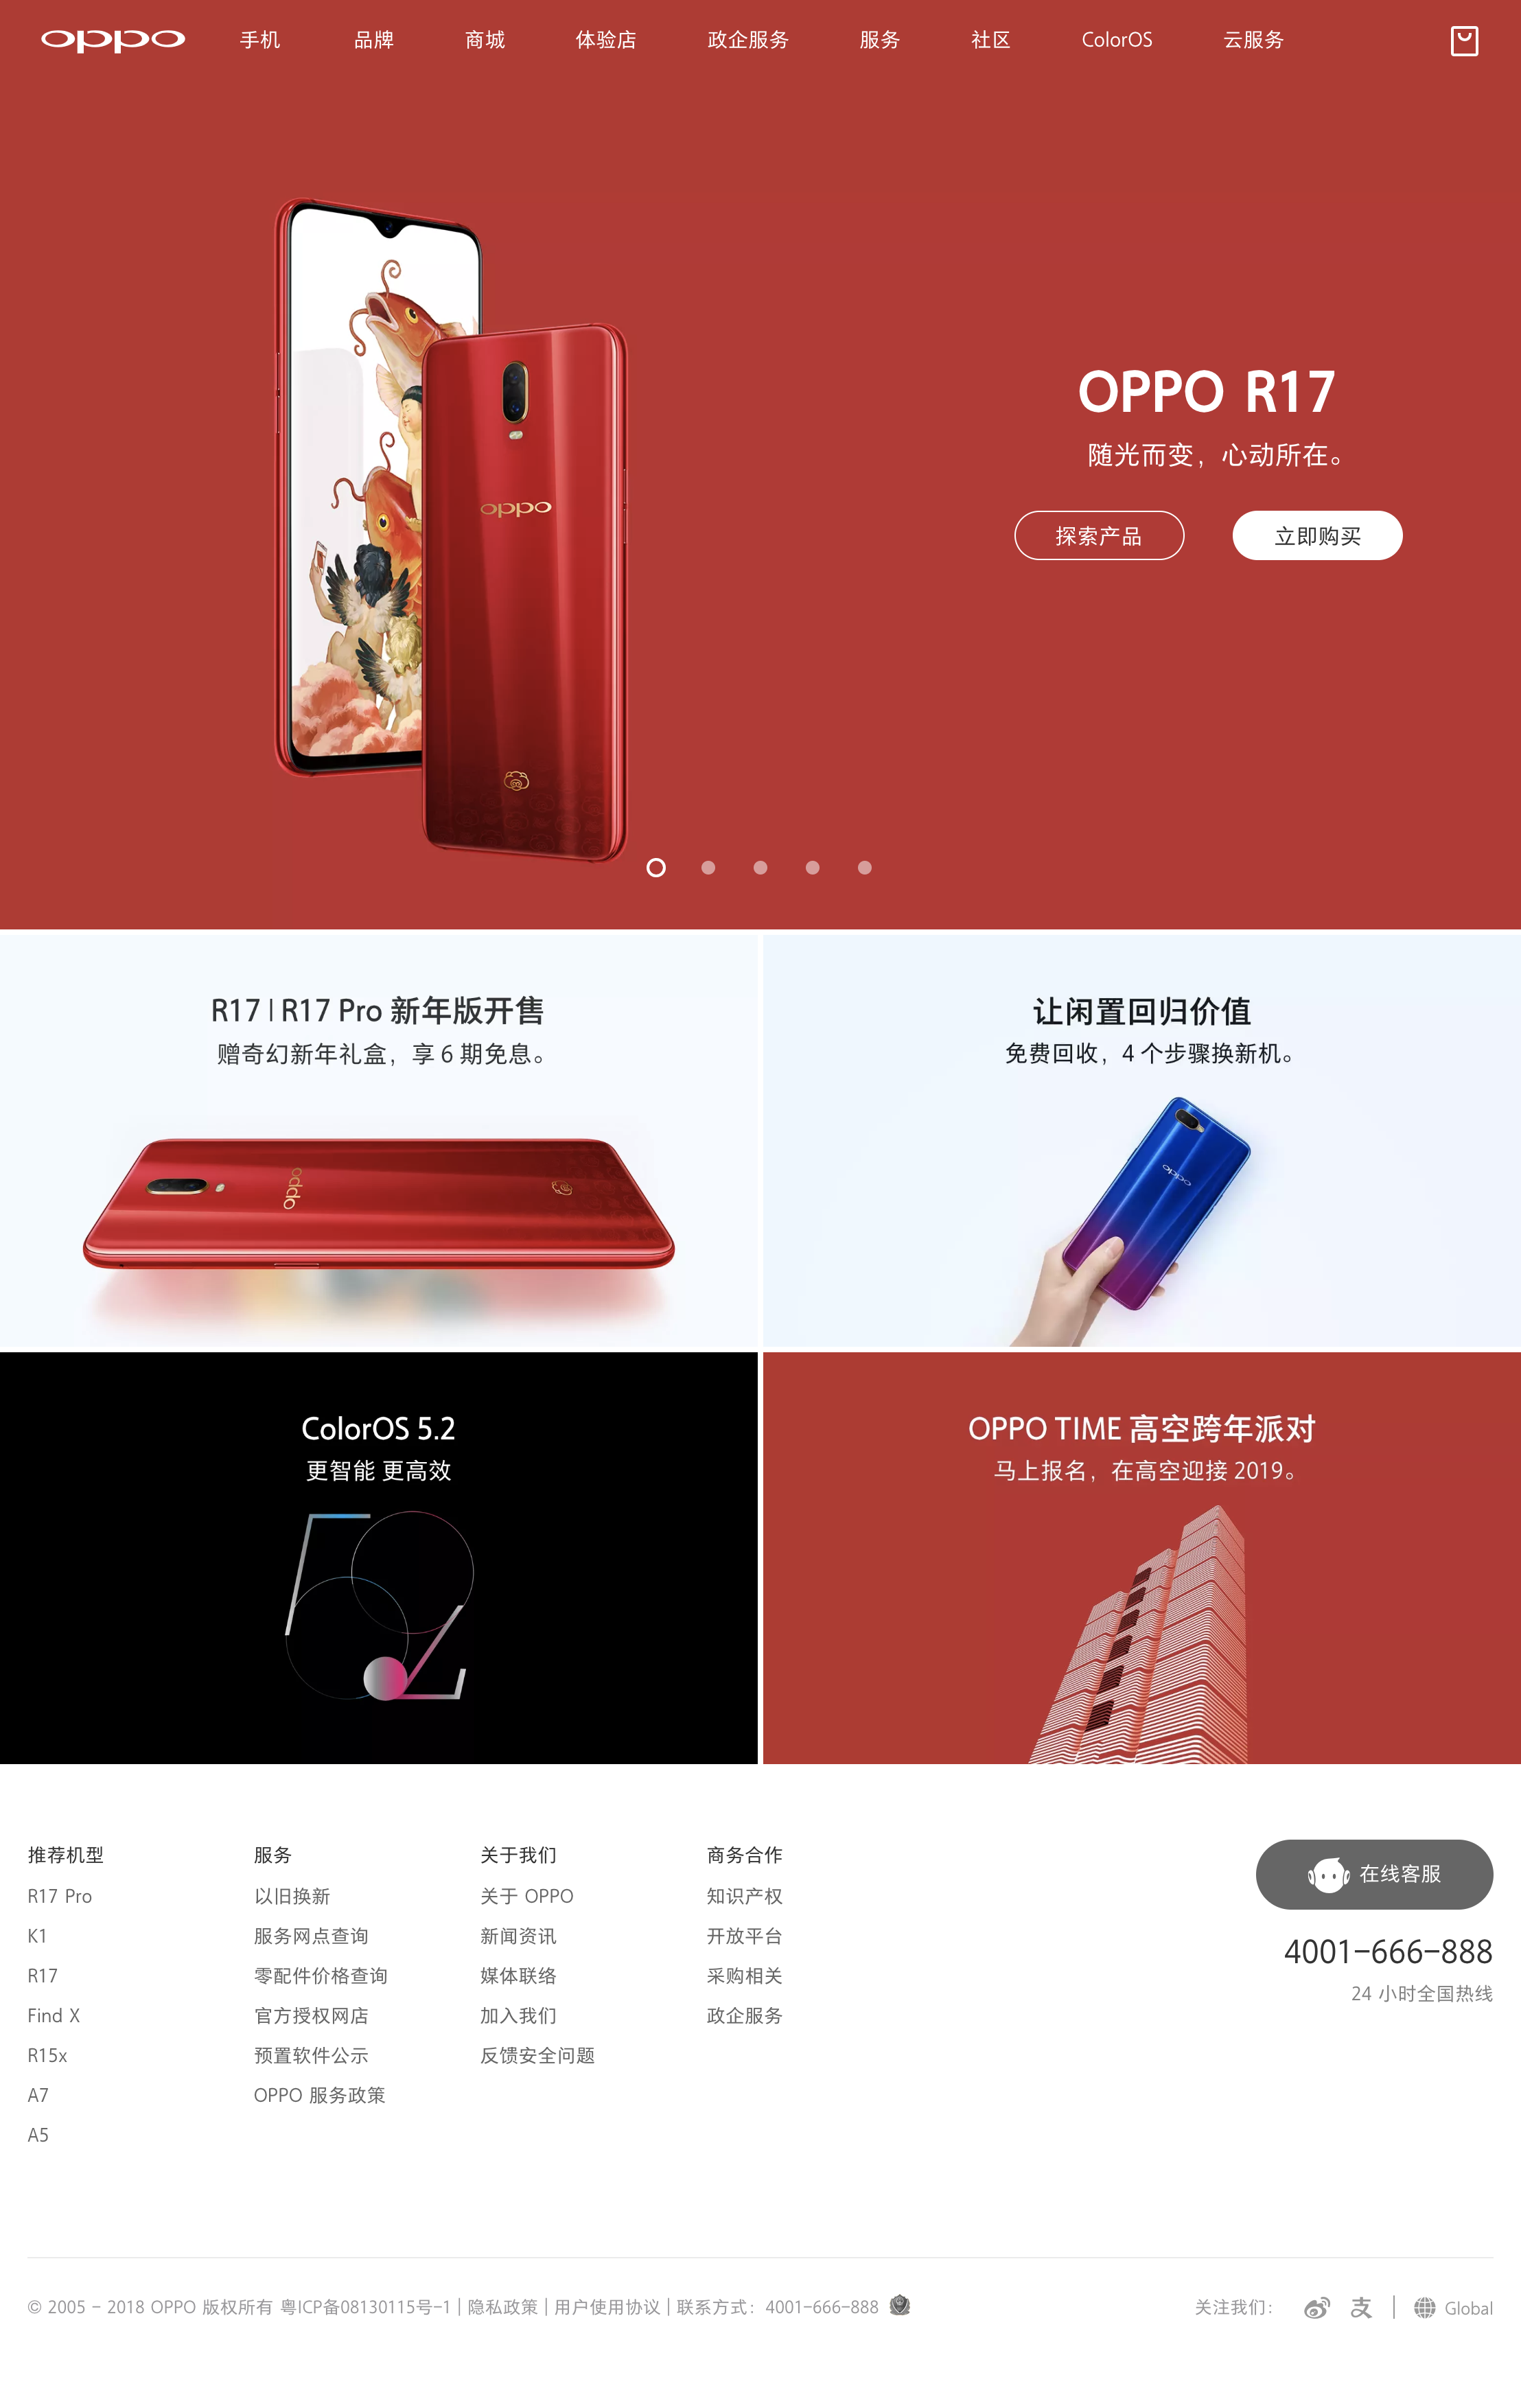 oppo 手机 品牌 商城 体验店 政企服务 服务 社区 ColorOS 云服务
OPPO R17
随光而变，心动所在。
探索产品 立即购买
oppo
R17 | R17 Pro 新年版开售
赠奇幻新年礼盒，享 6 期免息。
oppo
让闲置回归价值
免费回收，4 个步骤换新机。
oppo
ColorOS 5.2
更智能 更高效
5.2
OPPO TIME 高空跨年派对
马上报名，在高空迎接 2019。
推荐机型
R17 Pro
K1
R17
Find X
R15x
A7
A5
服务
以旧换新
服务网点查询
零配件价格查询
官方授权网店
预置软件公示
OPPO 服务政策
关于我们
关于 OPPO
新闻资讯
媒体联络
加入我们
反馈安全问题
商务合作
知识产权
开放平台
采购相关
政企服务
在线客服
4001-666-888
24 小时全国热线
© 2005 - 2018 OPPO 版权所有 粤ICP备08130115号-1 | 隐私政策 | 用户使用协议 | 联系方式：4001-666-888
关注我们： 支 | Global